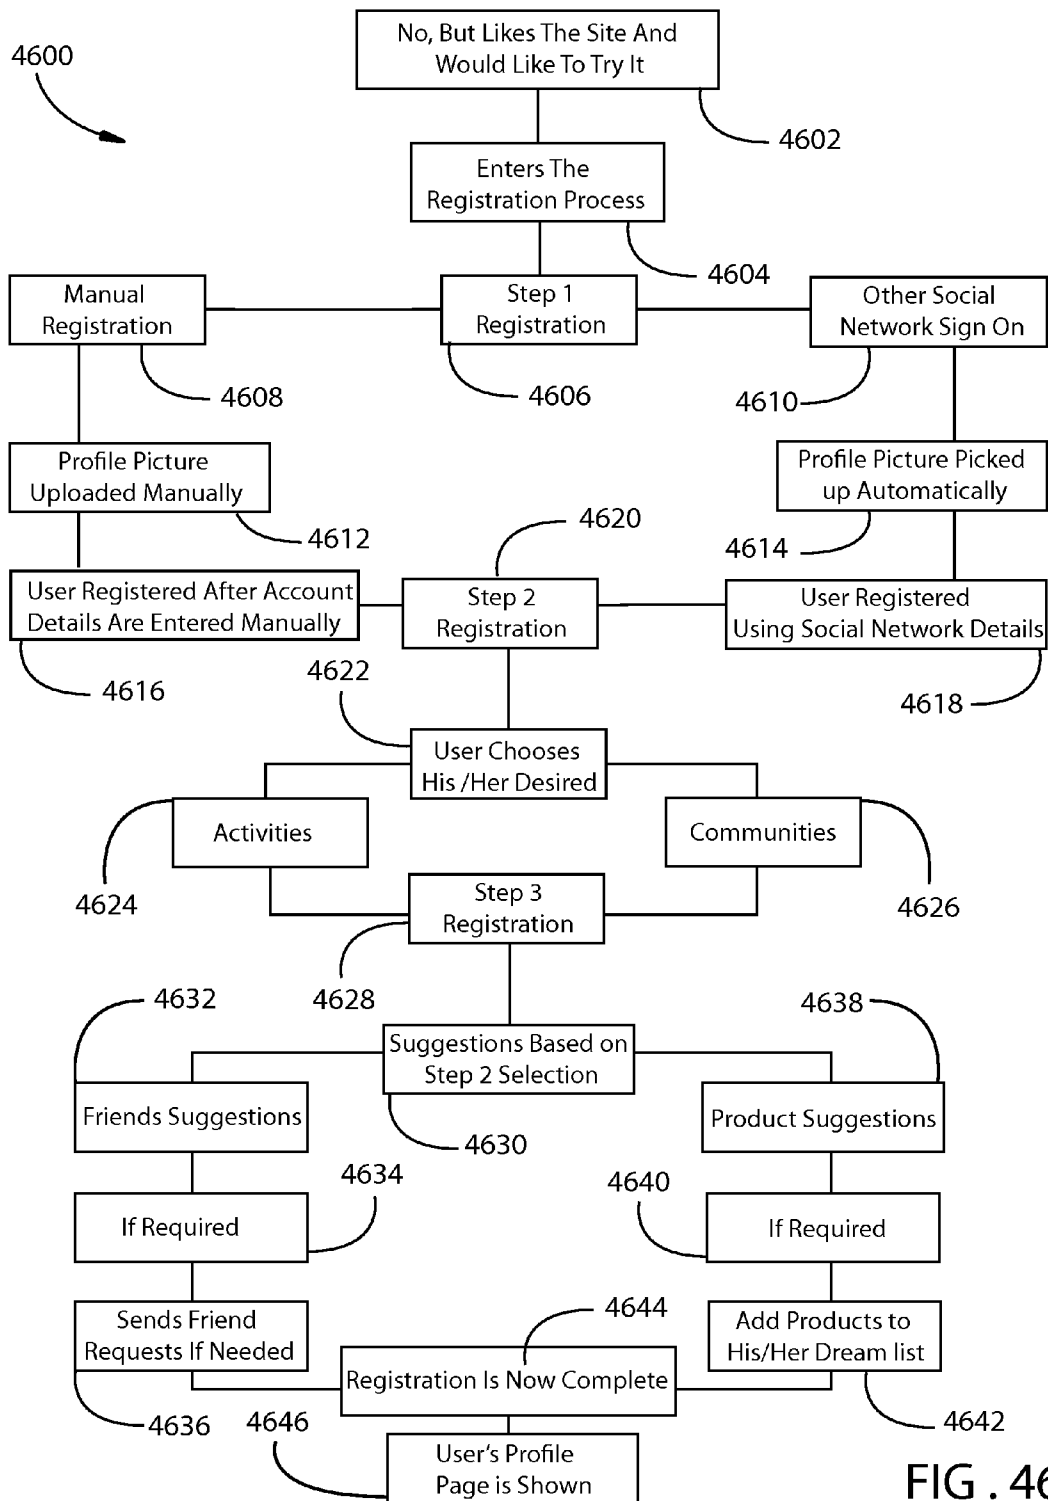 No, But Likes The Site And
Would Like To Try It
4600
4602
Enters The
Registration Process
4604
Manual
Registration
Step 1
Registration
Other Social
Network Sign On
4608
4606
4610
Profile Picture
Uploaded Manually
Profile Picture Picked
up Automatically
4612
4620
4614
User Registered After Account
Details Are Entered Manually
Step 2
Registration
User Registered
Using Social Network Details
4616
4622
4618
User Chooses
His /Her Desired
Activities
Communities
4624
4626
Step 3
Registration
4628
4632
4638
Suggestions Based on
Step 2 Selection
Friends Suggestions
Product Suggestions
4630
4634
4640
If Required
If Required
Sends Friend
Requests If Needed
4644
Add Products to
His/Her Dream list
Registration Is Now Complete
4636
4646
4642
User's Profile
Page is Shown
FIG . 46